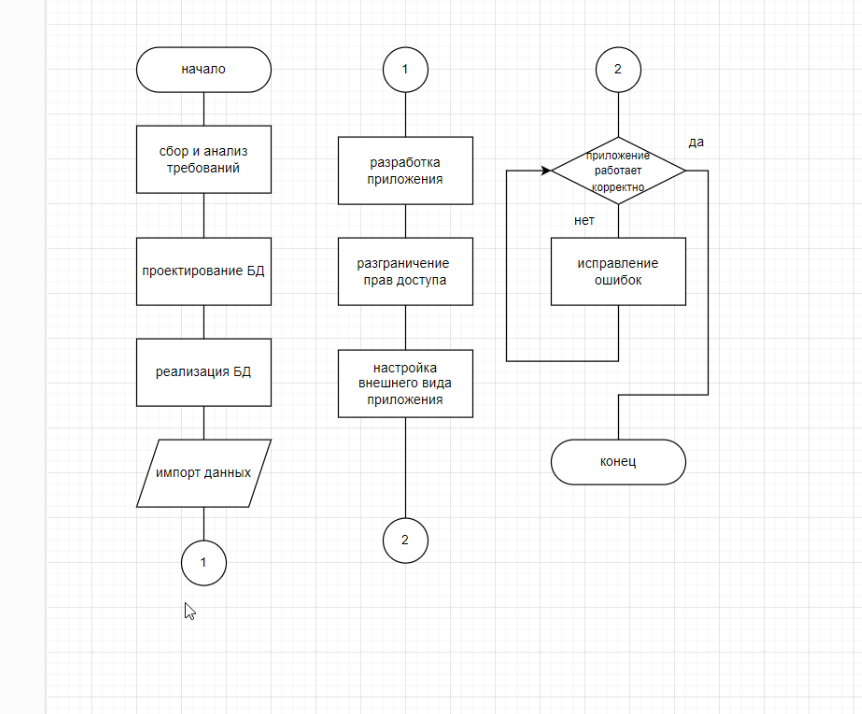 начало
сбор и анализ
требований
проектирование БД
реализация БД
импорт данных
1
1
разработка
приложения
разграничение
прав доступа
настройка
внешнего вида
приложения
2
2
приложение
работает
корректно
да
нет
исправление
ошибок
конец